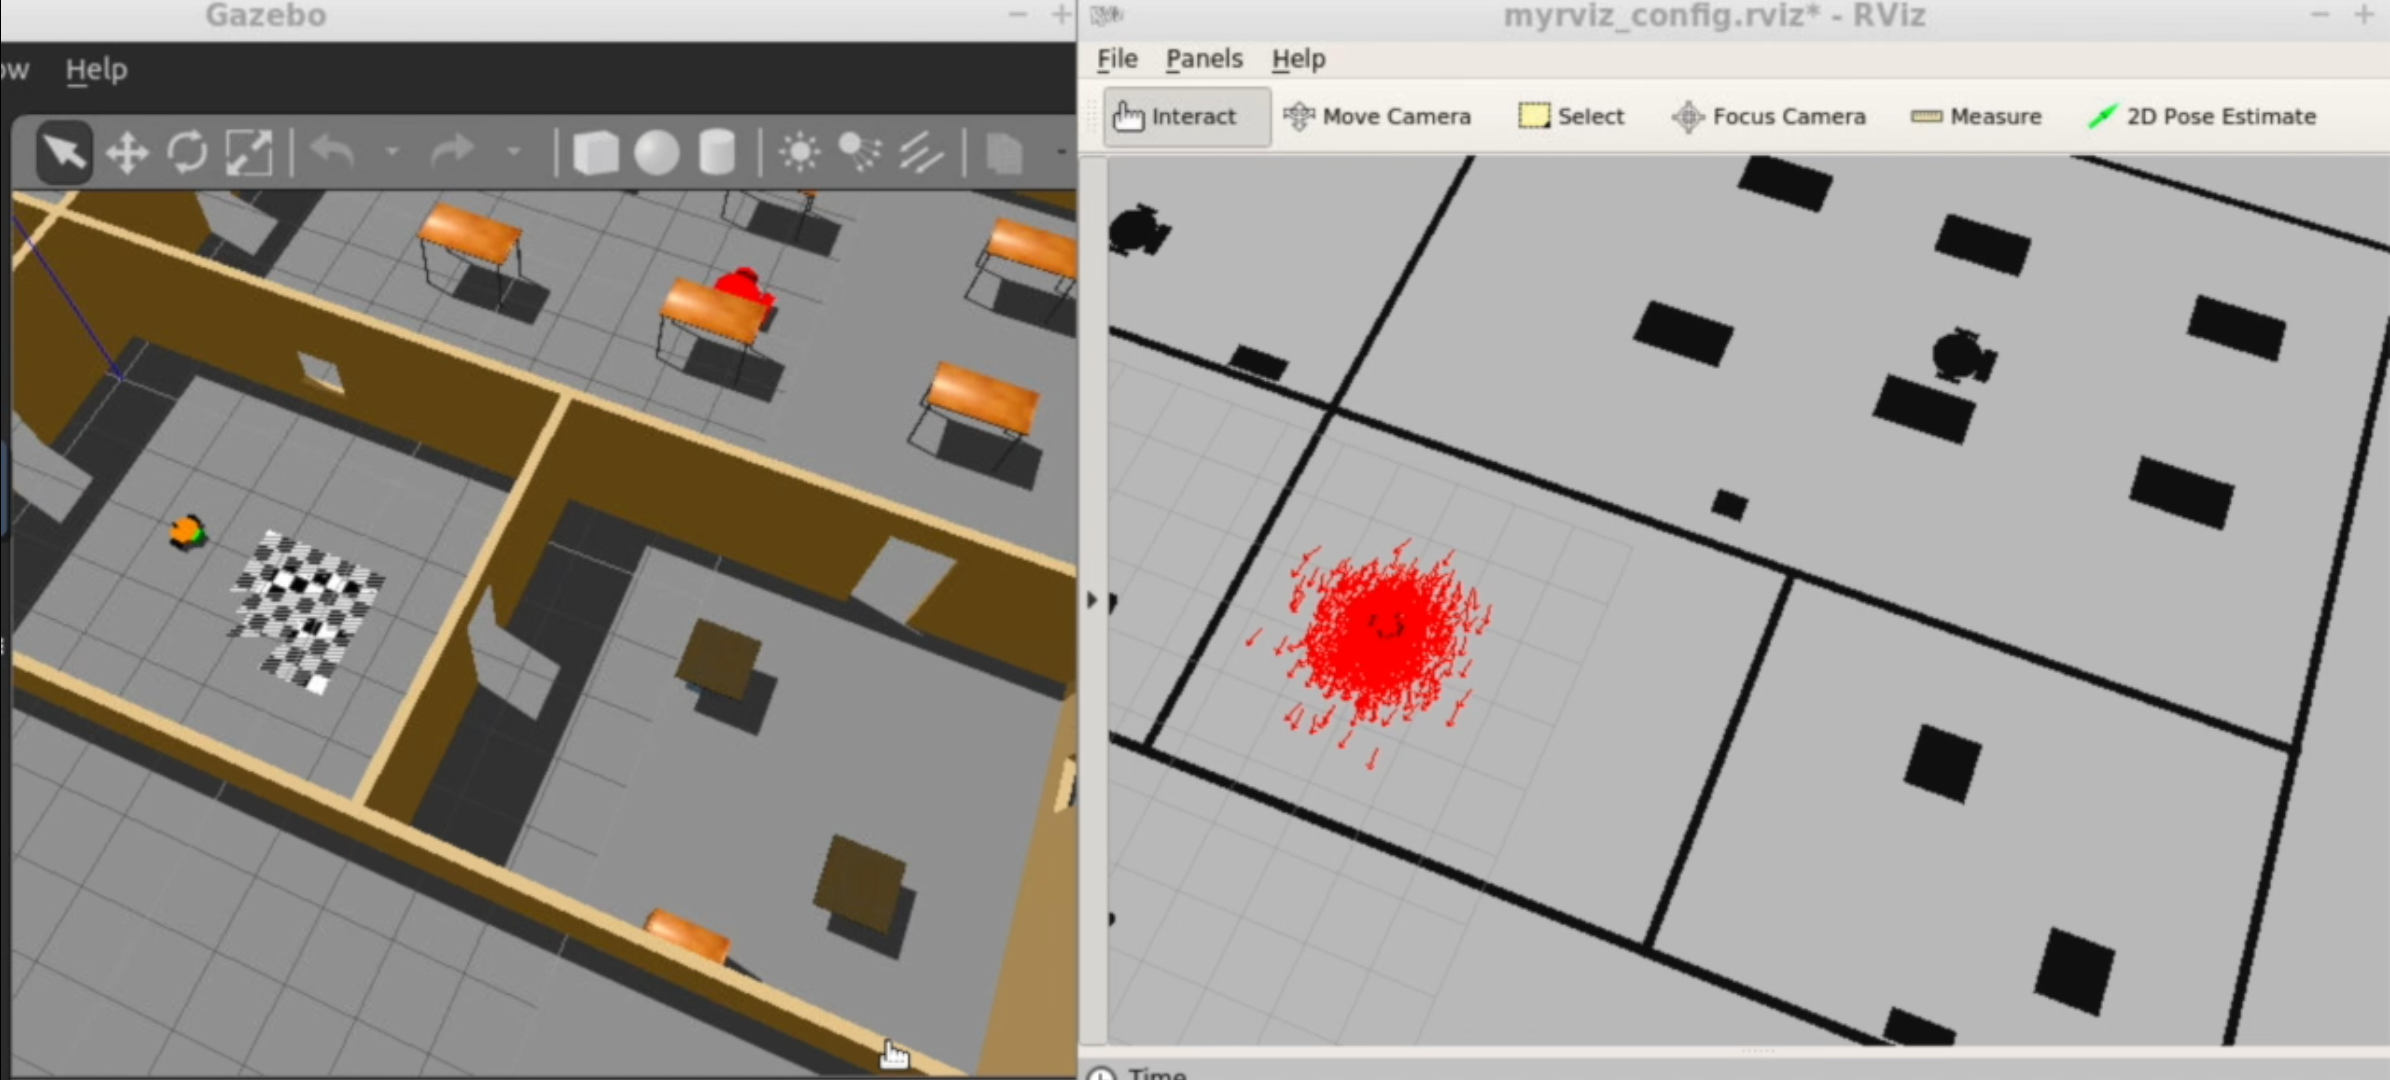 Gazebo
ow Help
myrviz_config.rviz* - RViz
File Panels Help
Interact Move Camera Select Focus Camera Measure 2D Pose Estimate
Time